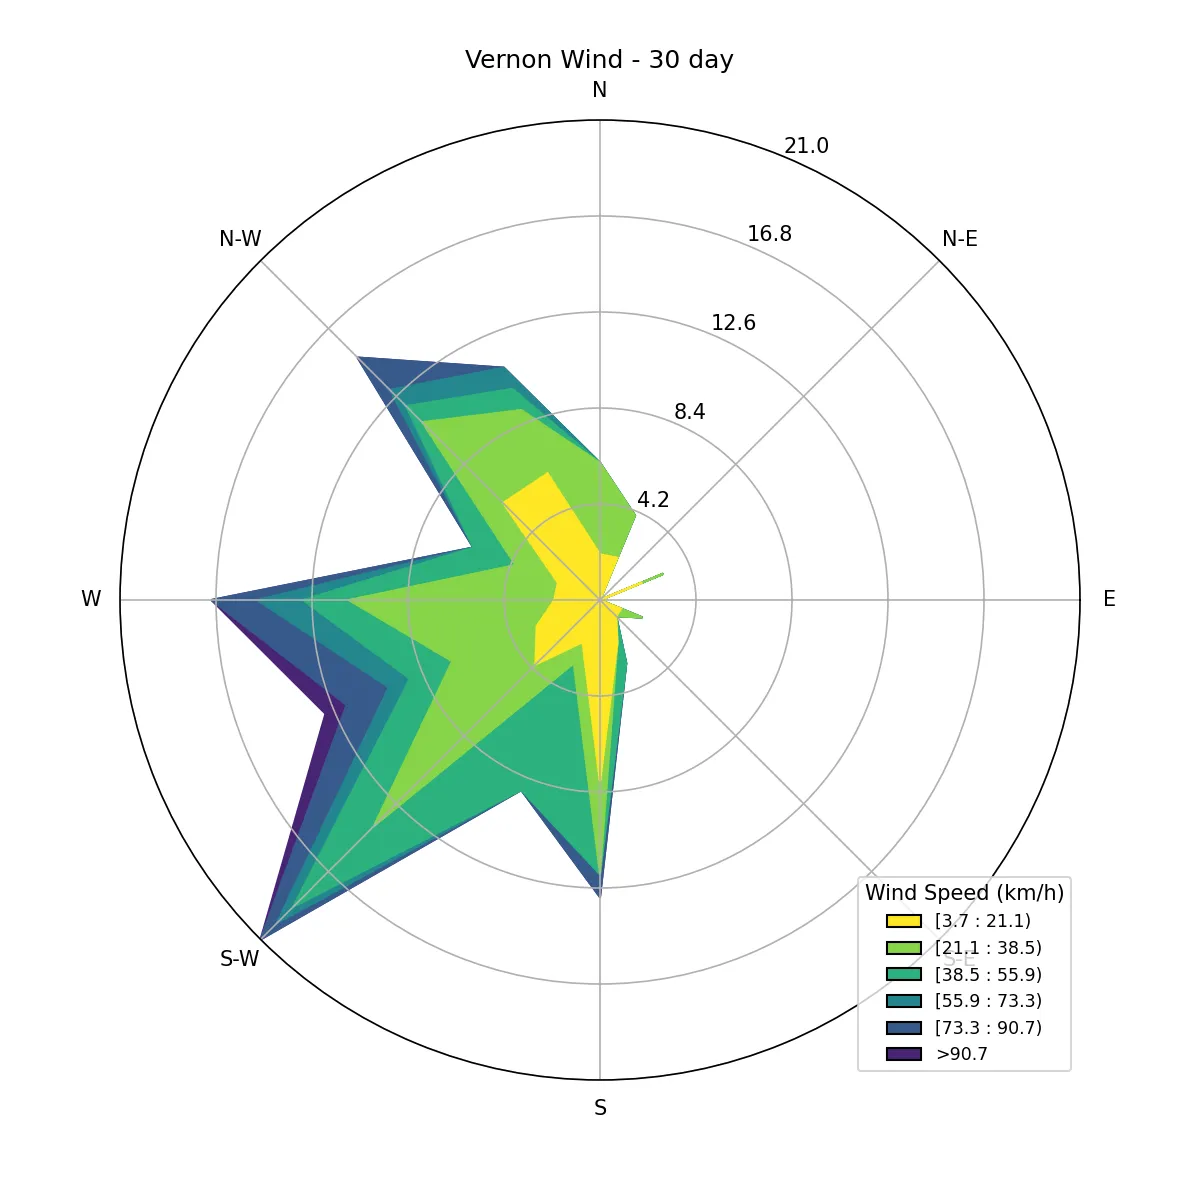 Vernon Wind - 30 day
N
21.0
16.8
N-W
N-E
12.6
8.4
4.2
W
E
S-W
S-E
S
Wind Speed (km/h)
[3.7 : 21.1)
[21.1 : 38.5)
[38.5 : 55.9)
[55.9 : 73.3)
[73.3 : 90.7)
>90.7